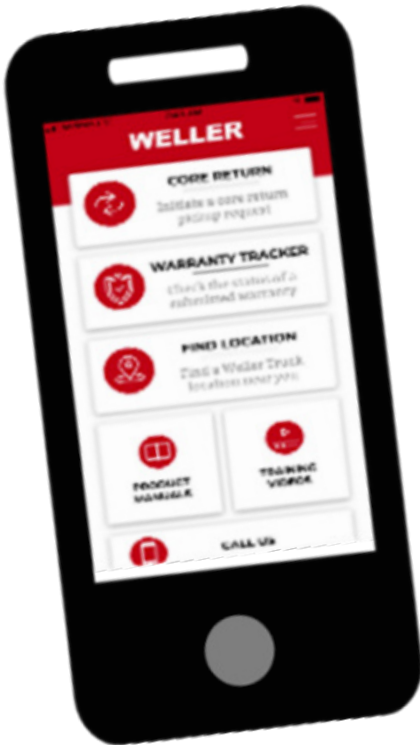 WELLER
CORE RETURN
Initiate a core return
pickup request
WARRANTY TRACKER
Check the status of a
submitted warranty
FIND LOCATION
Find a Weller Truck
location near you
PRODUCT
MANUALS
TRAINING
VIDEOS
CALL US